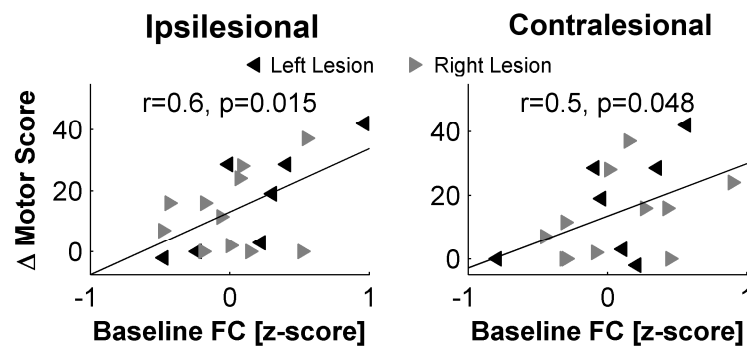 Ipsilesional
Contralesional
Left Lesion
Right Lesion
r=0.6, p=0.015
r=0.5, p=0.048
Δ Motor Score
40
20
0
-1
0
1
Baseline FC [z-score]
40
20
0
-1
0
1
Baseline FC [z-score]